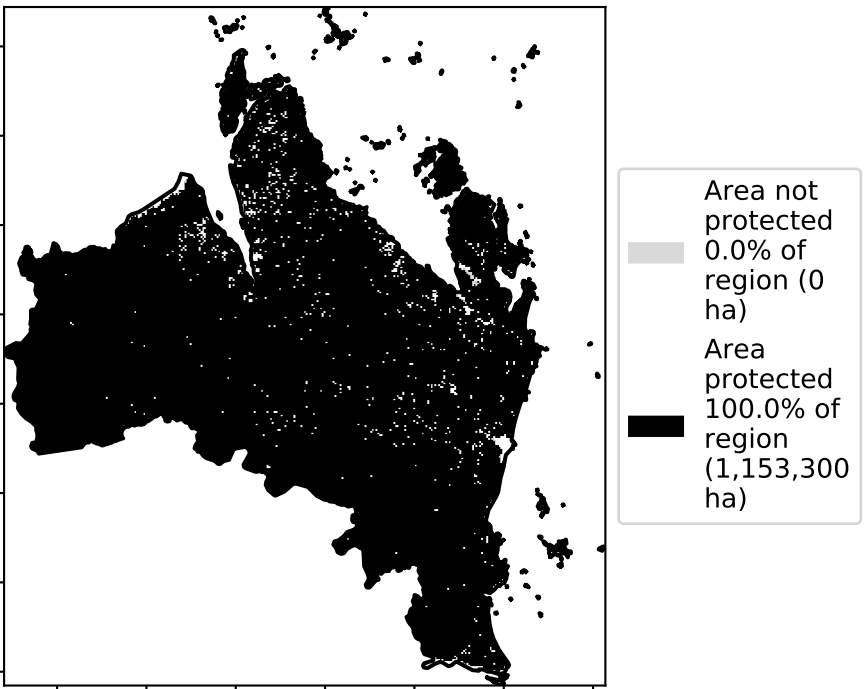 Area not
protected
0.0% of
region (0
ha)
Area
protected
100.0% of
region
(1,153,300
ha)